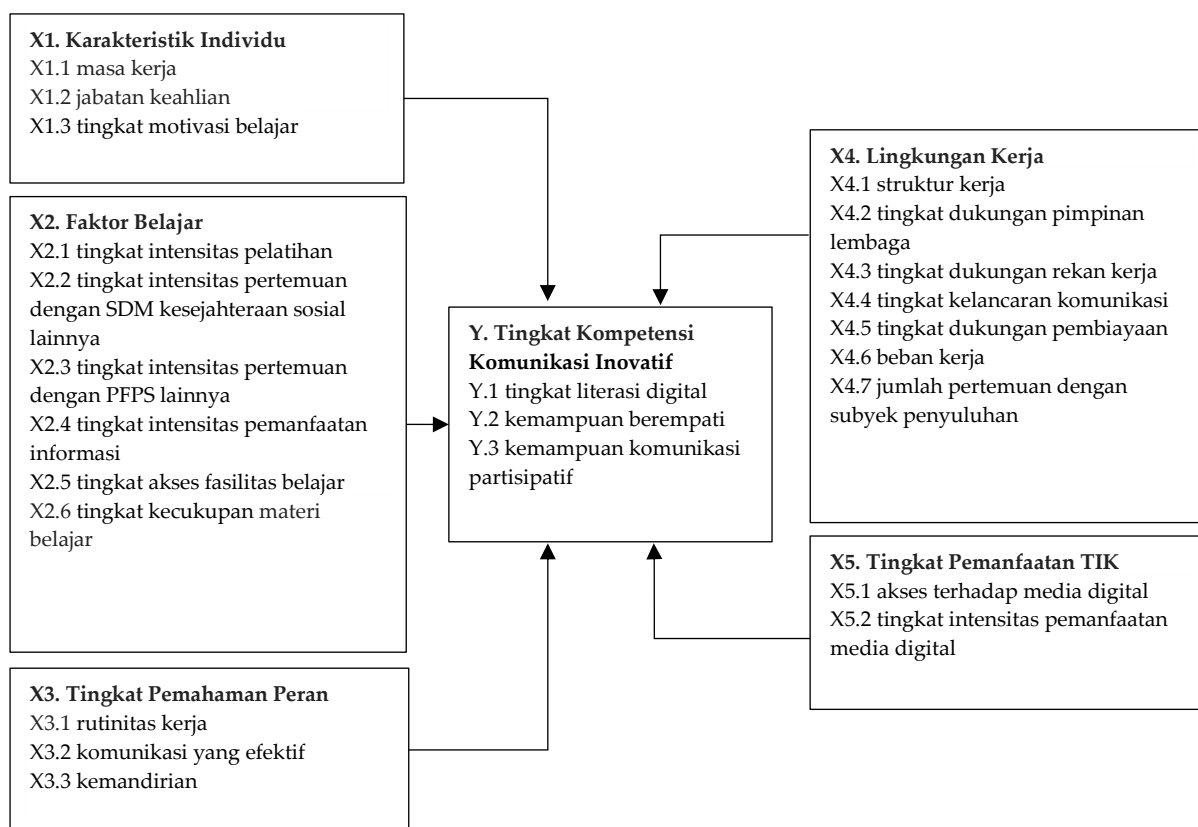 X1. Karakteristik Individu
X1.1 masa kerja
X1.2 jabatan keahlian
X1.3 tingkat motivasi belajar
X2. Faktor Belajar
X2.1 tingkat intensitas pelatihan
X2.2 tingkat intensitas pertemuan
dengan SDM kesejahteraan sosial
lainnya
X2.3 tingkat intensitas pertemuan
dengan PFPS lainnya
X2.4 tingkat intensitas pemanfaatan
informasi
X2.5 tingkat akses fasilitas belajar
X2.6 tingkat kecukupan materi
belajar
X3. Tingkat Pemahaman Peran
X3.1 rutinitas kerja
X3.2 komunikasi yang efektif
X3.3 kemandirian
Y. Tingkat Kompetensi
Komunikasi Inovatif
Y.1 tingkat literasi digital
Y.2 kemampuan berempati
Y.3 kemampuan komunikasi
partisipatif
X4. Lingkungan Kerja
X4.1 struktur kerja
X4.2 tingkat dukungan pimpinan
lembaga
X4.3 tingkat dukungan rekan kerja
X4.4 tingkat kelancaran komunikasi
X4.5 tingkat dukungan pembiayaan
X4.6 beban kerja
X4.7 jumlah pertemuan dengan
subyek penyuluhan
X5. Tingkat Pemanfaatan TIK
X5.1 akses terhadap media digital
X5.2 tingkat intensitas pemanfaatan
media digital